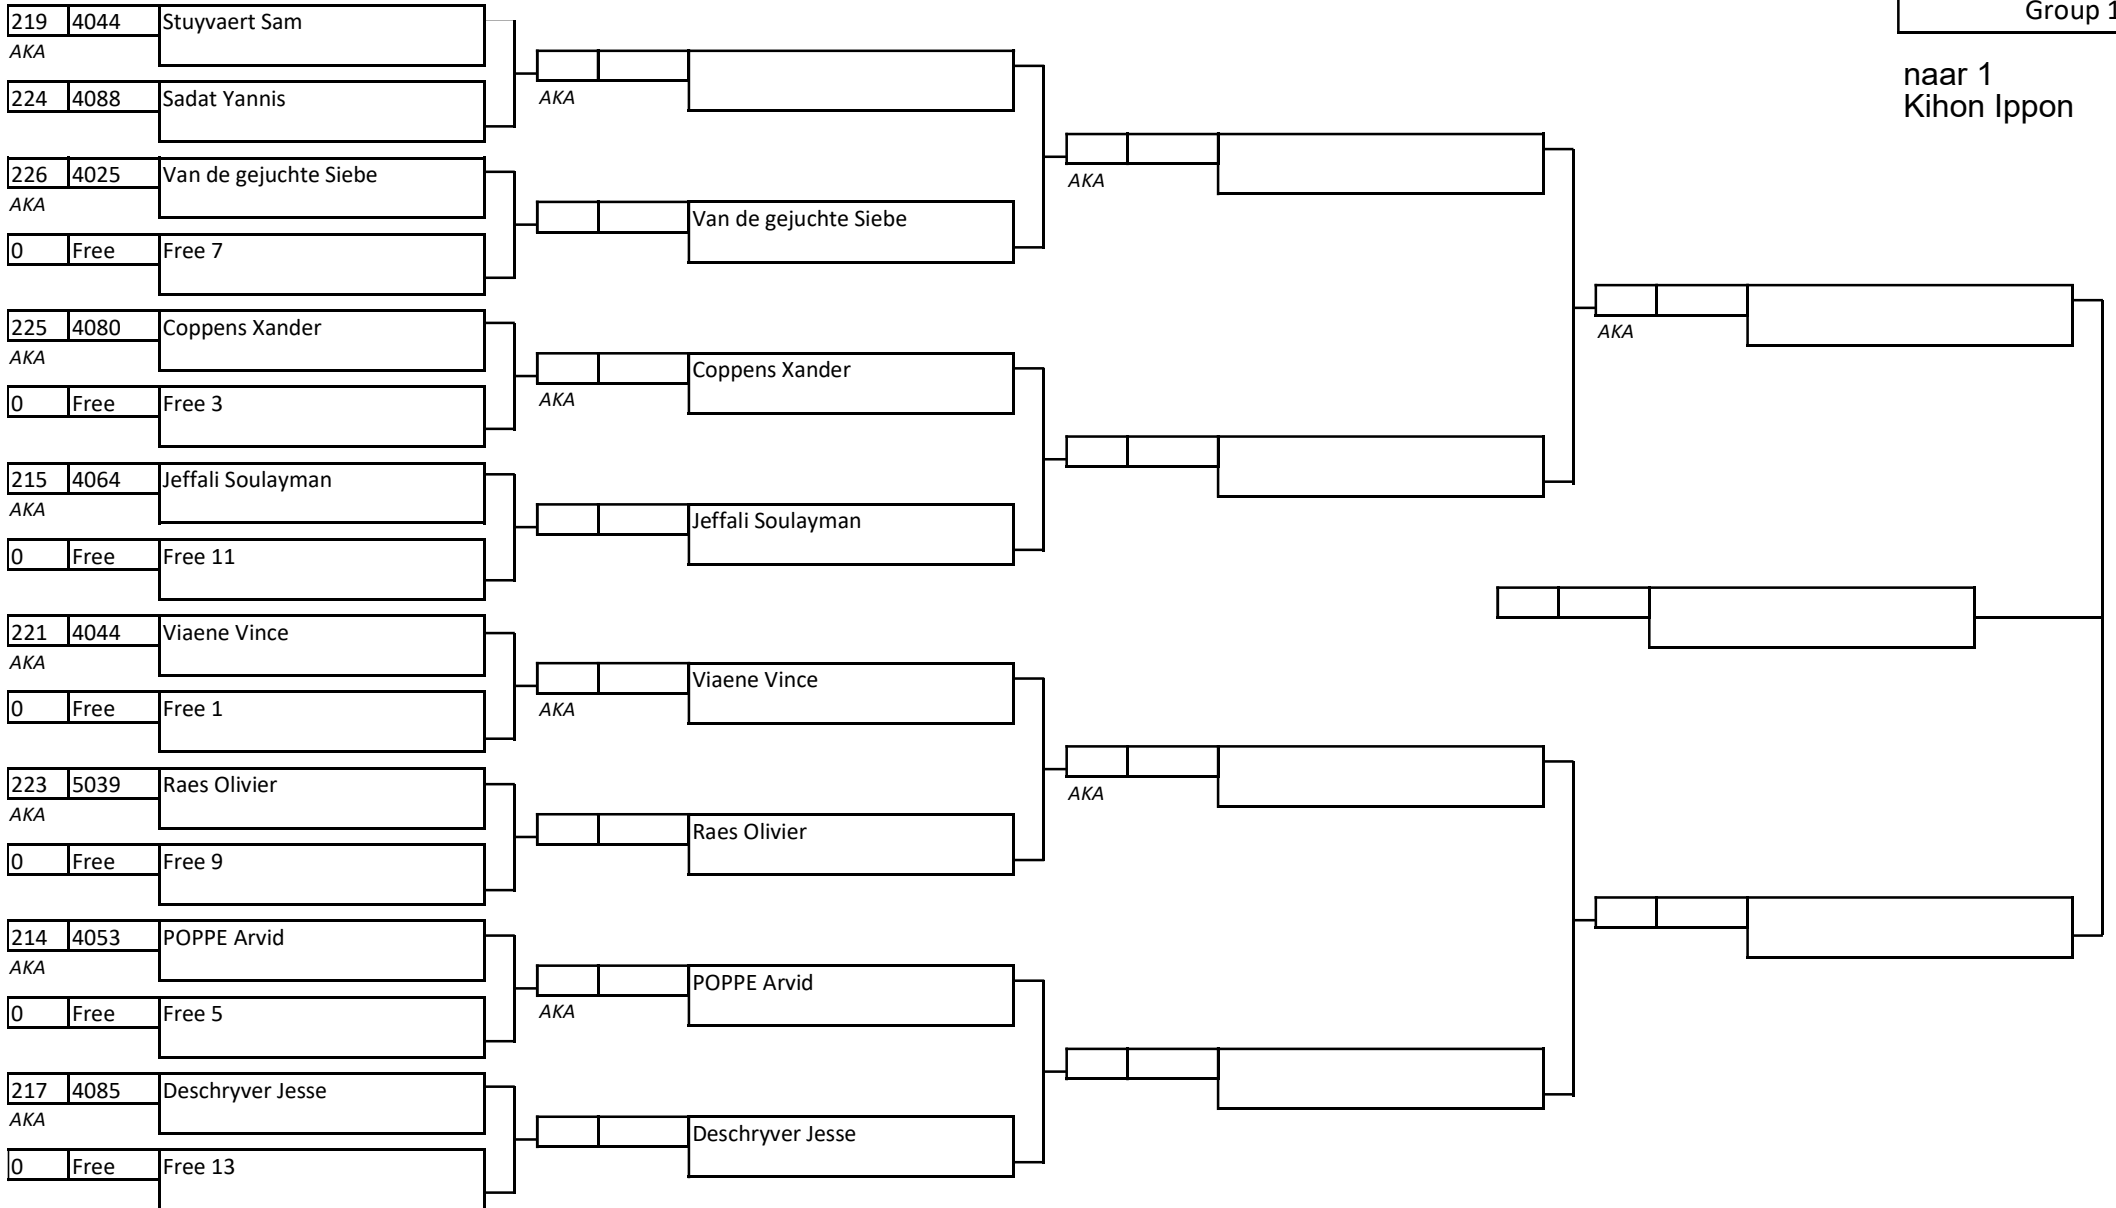 Group 1
naar 1
Kihon Ippon
219 4044 Stuyvaert Sam
AKA
224 4088 Sadat Yannis
AKA
226 4025 Van de gejuchte Siebe
AKA
Van de gejuchte Siebe
0 Free Free 7
AKA
225 4080 Coppens Xander
AKA
Coppens Xander
0 Free Free 3
AKA
AKA
215 4064 Jeffali Soulayman
AKA
Jeffali Soulayman
0 Free Free 11
221 4044 Viaene Vince
AKA
Viaene Vince
0 Free Free 1
AKA
223 5039 Raes Olivier
AKA
AKA
Raes Olivier
0 Free Free 9
214 4053 POPPE Arvid
AKA
POPPE Arvid
0 Free Free 5
AKA
217 4085 Deschryver Jesse
AKA
Deschryver Jesse
0 Free Free 13